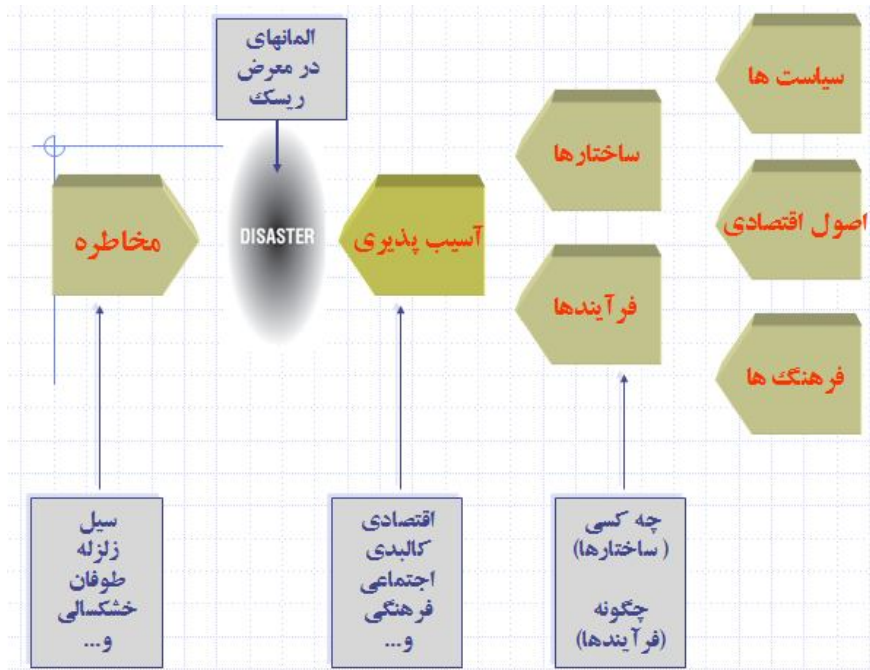 المانهای
در معرض
ریسک
سیاست ها
ساختارها
اصول اقتصادی
آسیب پذیری
DISASTER
مخاطره
فرآیندها
فرهنگ ها
چه کسی
(ساختارها)
چگونه
(فرآیندها)
اقتصادی
کالبدی
اجتماعی
فرهنگی
و...
سیل
زلزله
طوفان
خشکسالی
و...